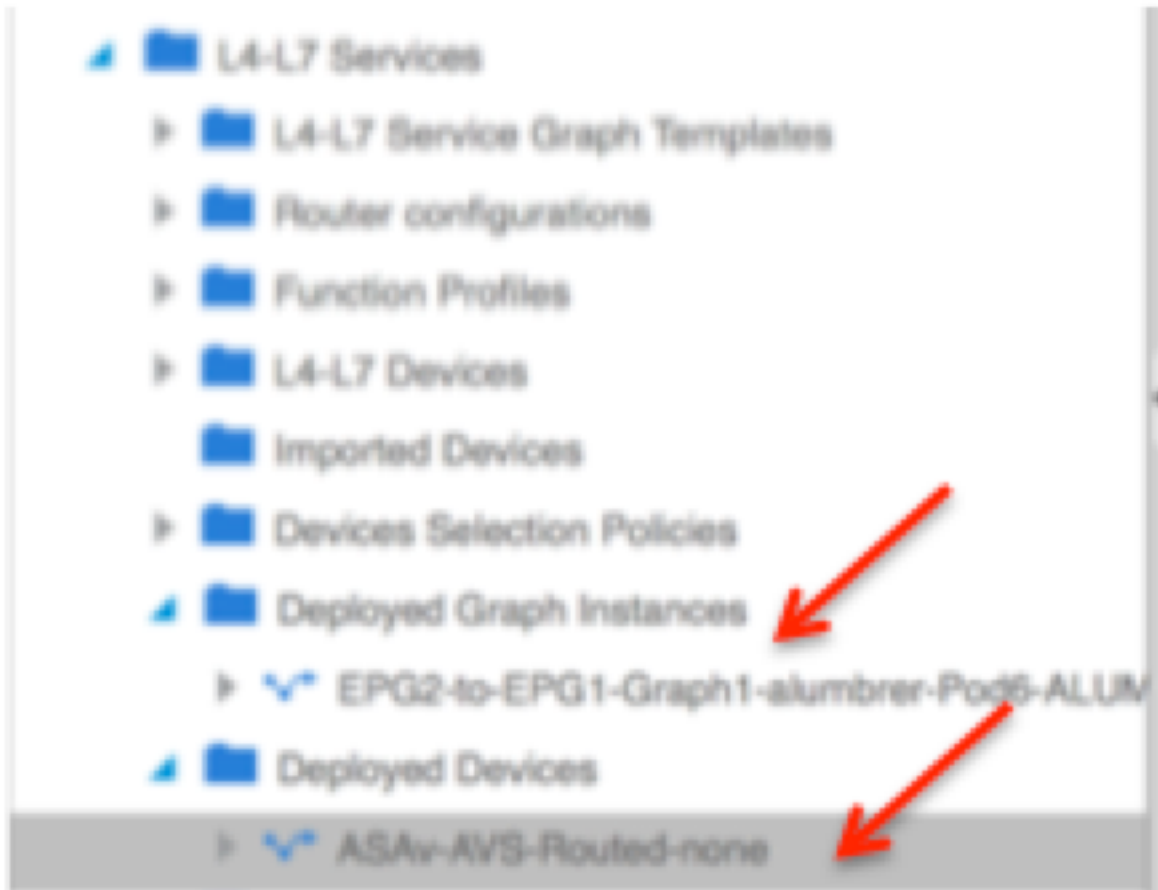 L4-L7 Services
L4-L7 Service Graph Templates
Router configurations
Function Profiles
L4-L7 Devices
Imported Devices
Devices Selection Policies
Deployed Graph Instances
EPG2-to-EPG1-Graph1-alumbrer-Pod6-ALUM
Deployed Devices
ASAv-AVS-Routed-none